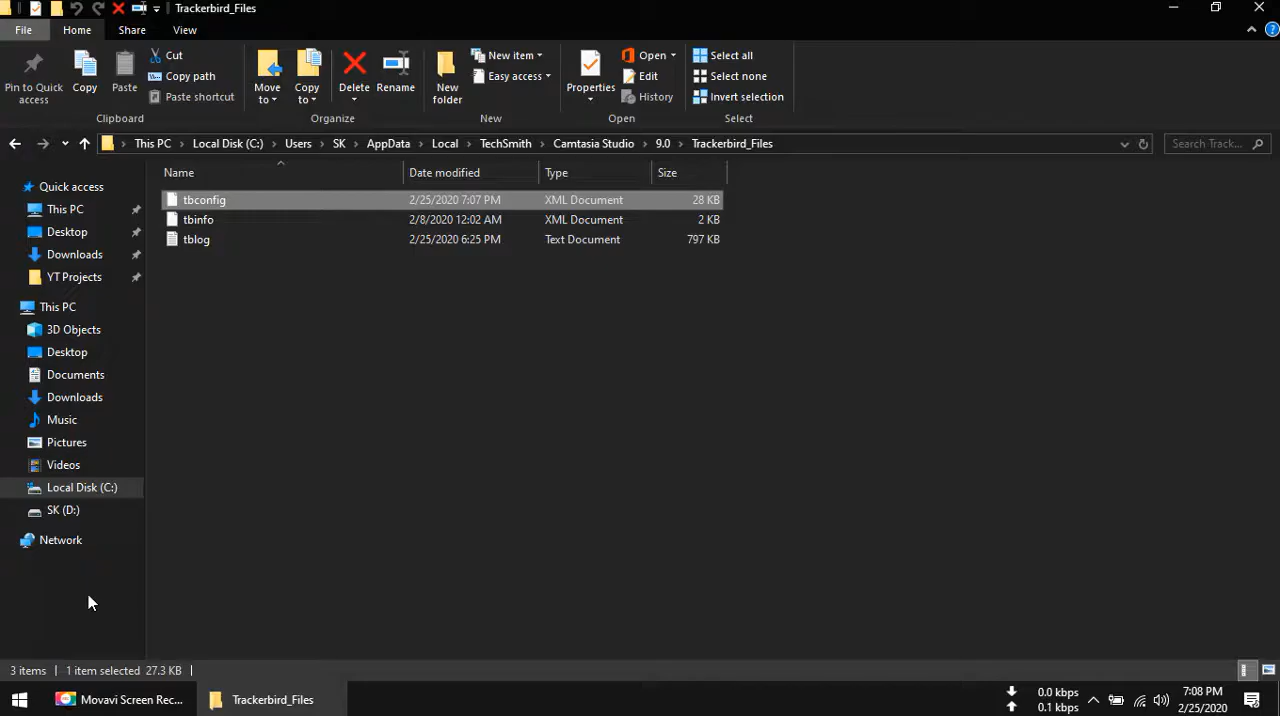 Trackerbird_Files
File Home Share View
Pin to Quick access
Copy
Paste
Cut
Copy path
Paste shortcut
Clipboard
Move to
Copy to
Delete
Rename
Organize
New folder
New item
Easy access
New
Properties
Open
Edit
History
Open
Select all
Select none
Invert selection
Select
This PC Local Disk (C:) Users SK AppData Local TechSmith Camtasia Studio 9.0 Trackerbird_Files
Search Track...
Name Date modified Type Size
tbconfig 2/25/2020 7:07 PM XML Document 28 KB
tbinfo 2/8/2020 12:02 AM XML Document 2 KB
tblog 2/25/2020 6:25 PM Text Document 797 KB
Quick access
This PC
Desktop
Downloads
YT Projects
This PC
3D Objects
Desktop
Documents
Downloads
Music
Pictures
Videos
Local Disk (C:)
SK (D:)
Network
3 items 1 item selected 27.3 KB
Movavi Screen Rec...
Trackerbird_Files
0.0 kbps
0.1 kbps
7:08 PM
2/25/2020